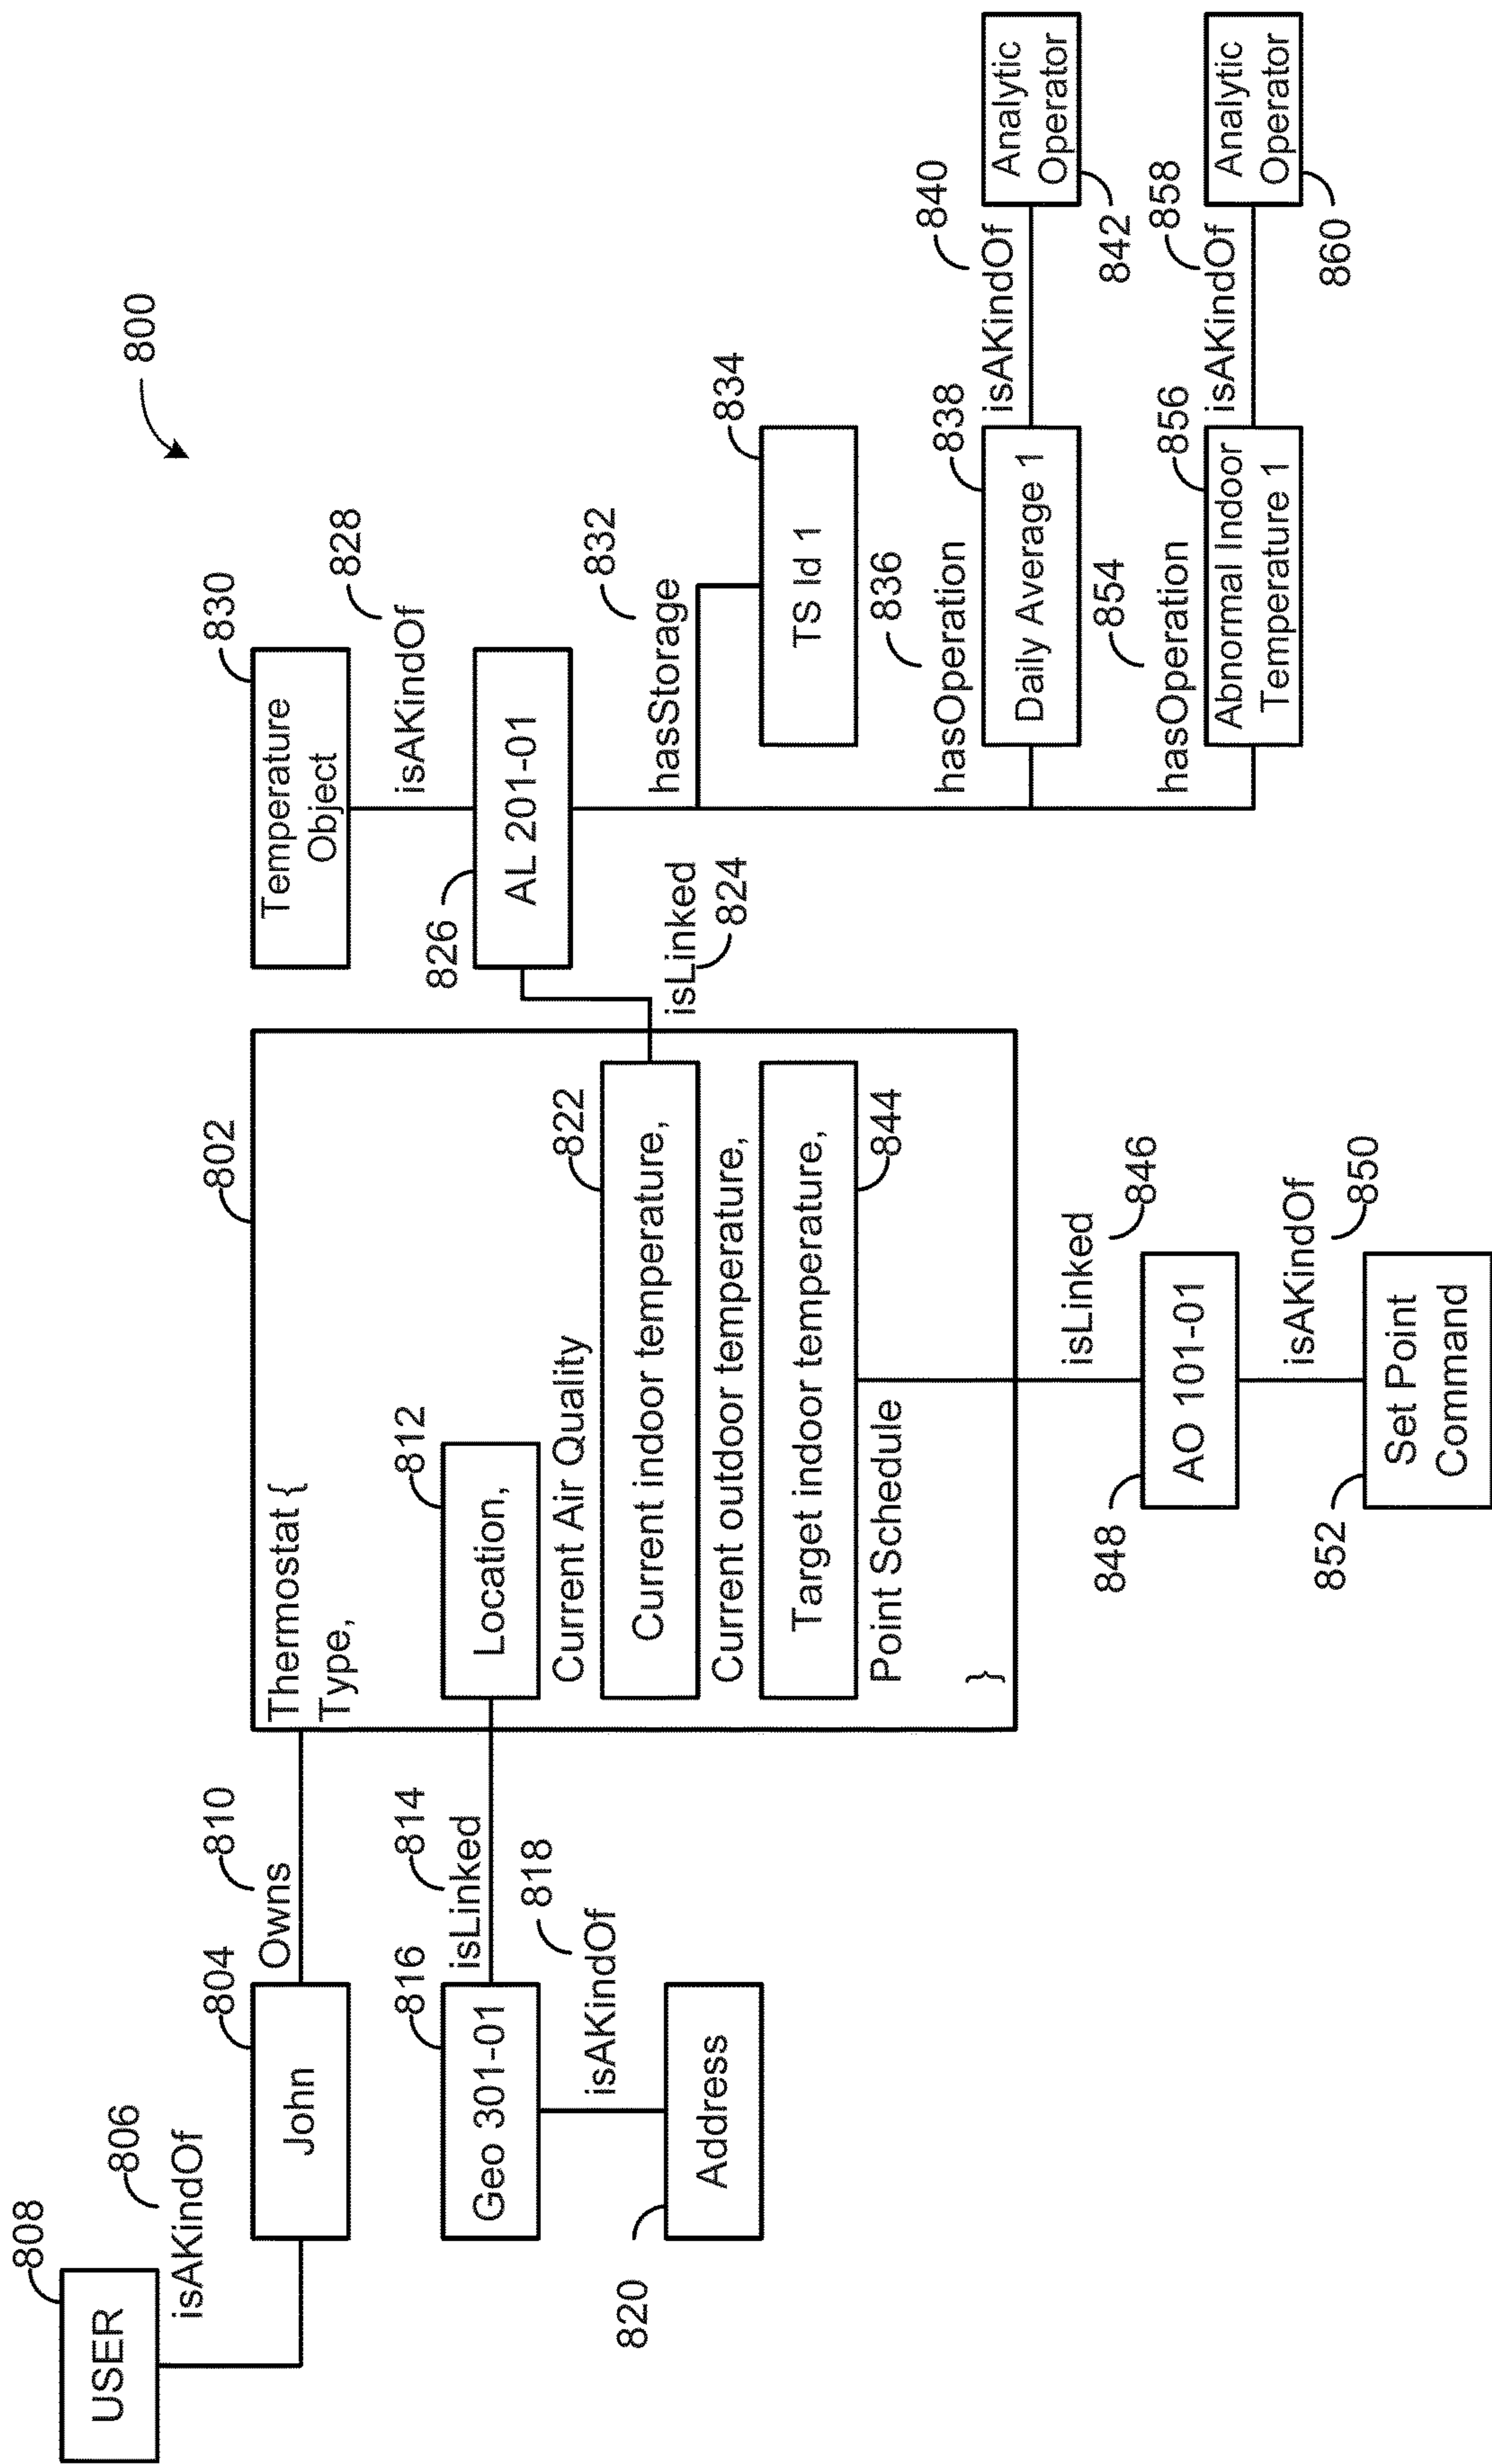 800
808
USER
806
isAKindOf
804
John
810
Owns
802
Thermostat {
Type,
812
Location,
814
isLinked
816
Geo 301-01
818
isAKindOf
820
Address
Current Air Quality
822
Current indoor temperature,
Current outdoor temperature,
844
Target indoor temperature,
Point Schedule
}
846
isLinked
848
AO 101-01
850
isAKindOf
852
Set Point
Command
824
isLinked
826
AL 201-01
828
isAKindOf
830
Temperature
Object
832
hasStorage
834
TS Id 1
836
hasOperation
838
Daily Average 1
840
isAKindOf
842
Analytic
Operator
854
hasOperation
856
Abnormal Indoor
Temperature 1
858
isAKindOf
860
Analytic
Operator